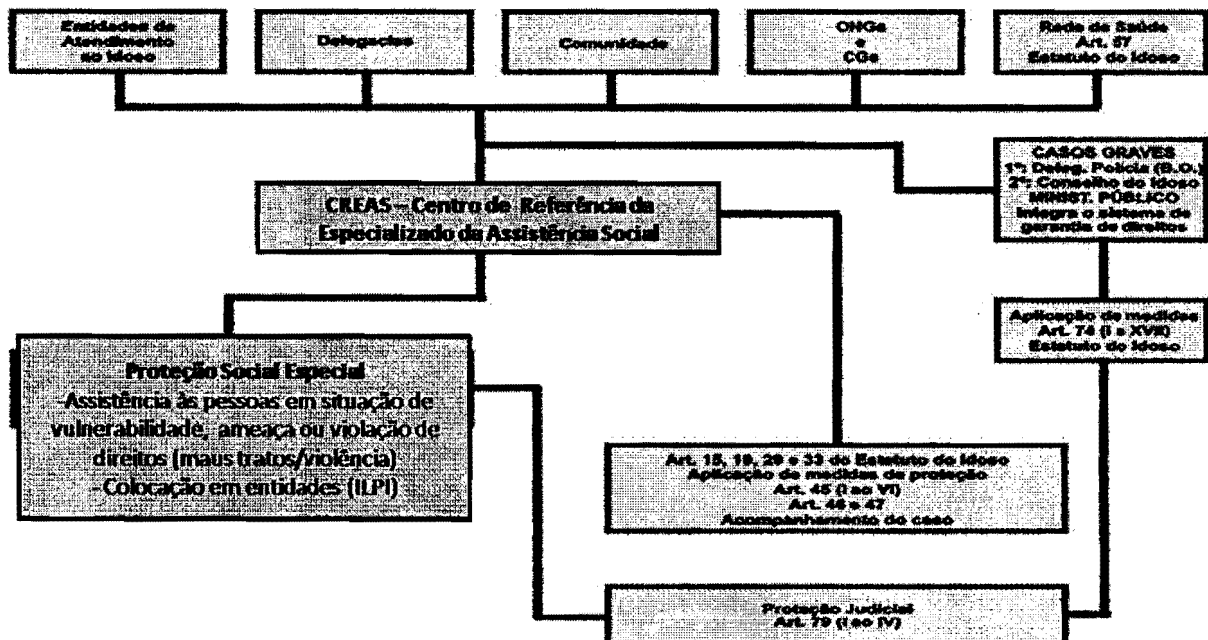 Entidades de
Atendimento
ao Idoso
Delegacias
Comunidade
ONGs
e
CGs
Rede de Saúde
Art. 57
Estatuto do Idoso
CASOS GRAVES
1º: Deleg. Polícia (B.O.)
2º: Conselho do Idoso
MINIST. PÚBLICO
Integra o sistema de
garantia de direitos
CREAS – Centro de Referência da
Especializado da Assistência Social
Aplicação de medidas
Art. 74 (I a XVIII)
Estatuto do Idoso
Proteção Social Especial
-Assistência às pessoas em situação de
vulnerabilidade, ameaça ou violação de
direitos (maus tratos/violência)
-Colocação em entidades (ILPI)
Art. 15, 19, 29 e 33 do Estatuto do Idoso
Aplicação de medidas de proteção
Art. 45 (I ao VI)
Art. 46 e 47
Acompanhamento do caso
Proteção Judicial
Art. 79 (I ao IV)